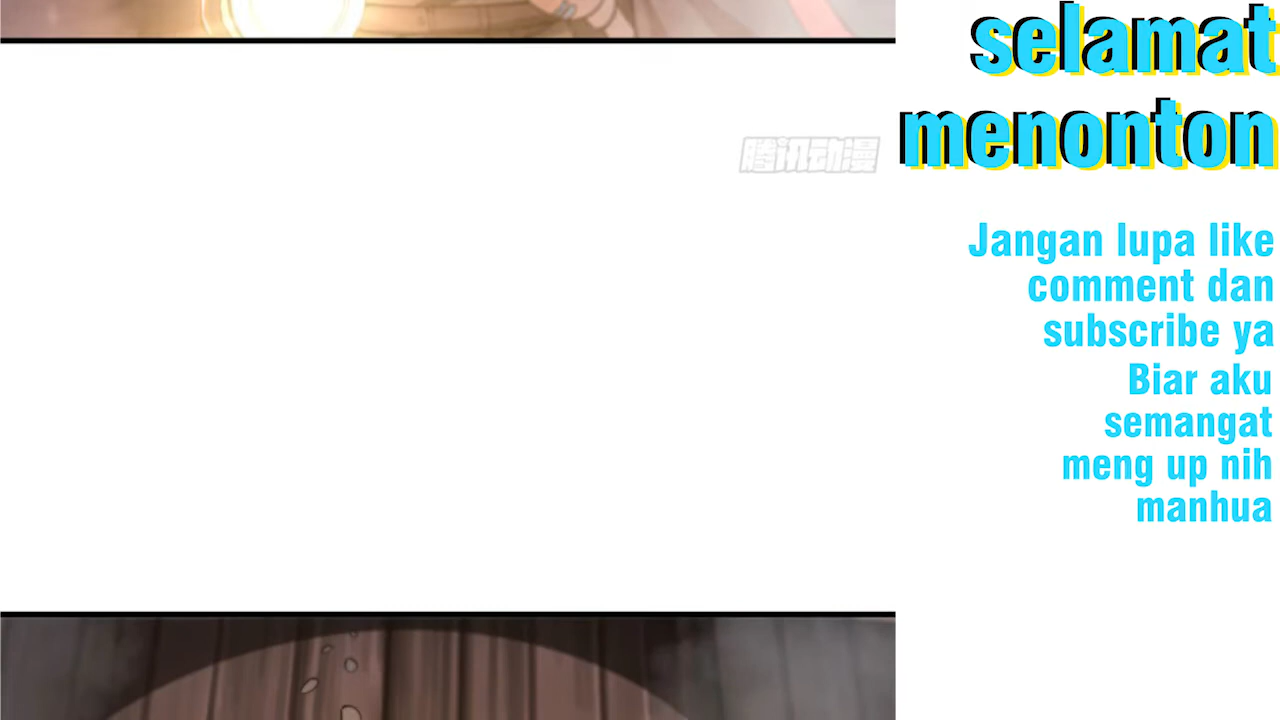 selamat
menonton
腾讯动漫
Jangan lupa like
comment dan
subscribe ya
Biar aku
semangat
meng up nih
manhua